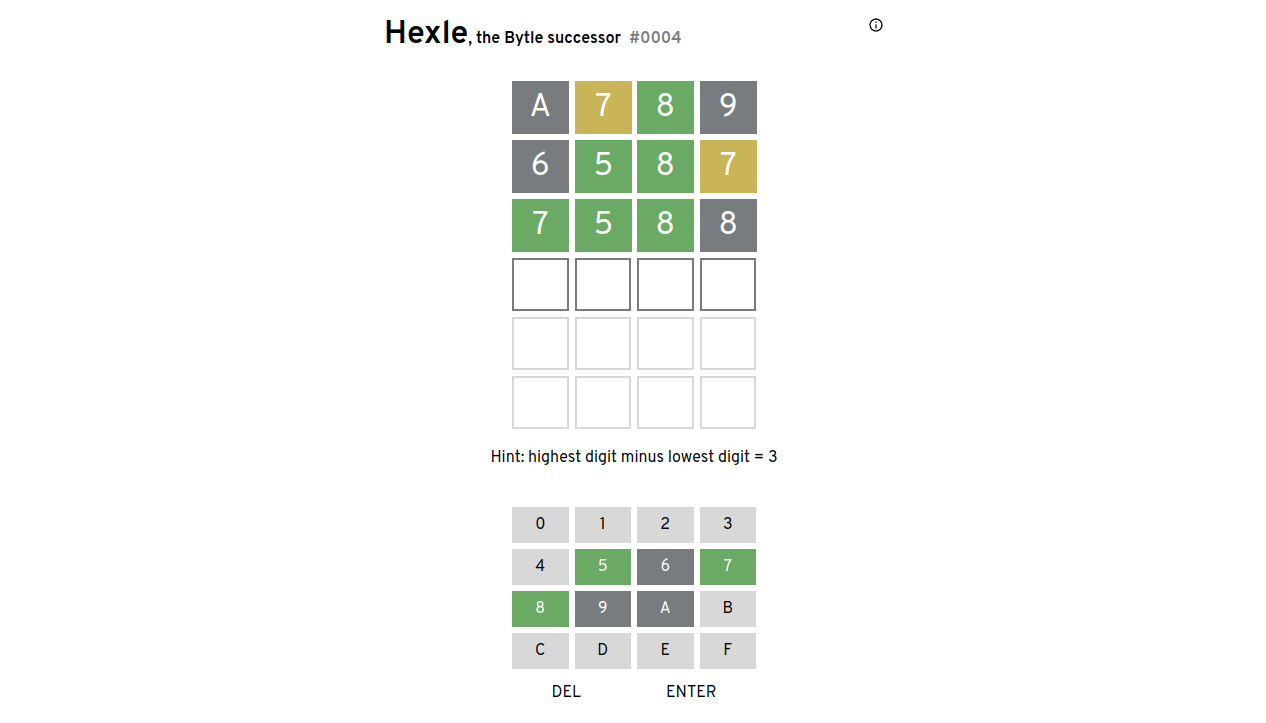 Hexle, the Bytle successor #0004
A 7 8 9
6 5 8 7
7 5 8 8
Hint: highest digit minus lowest digit = 3
0 1 2 3
4 5 6 7
8 9 A B
C D E F
DEL ENTER